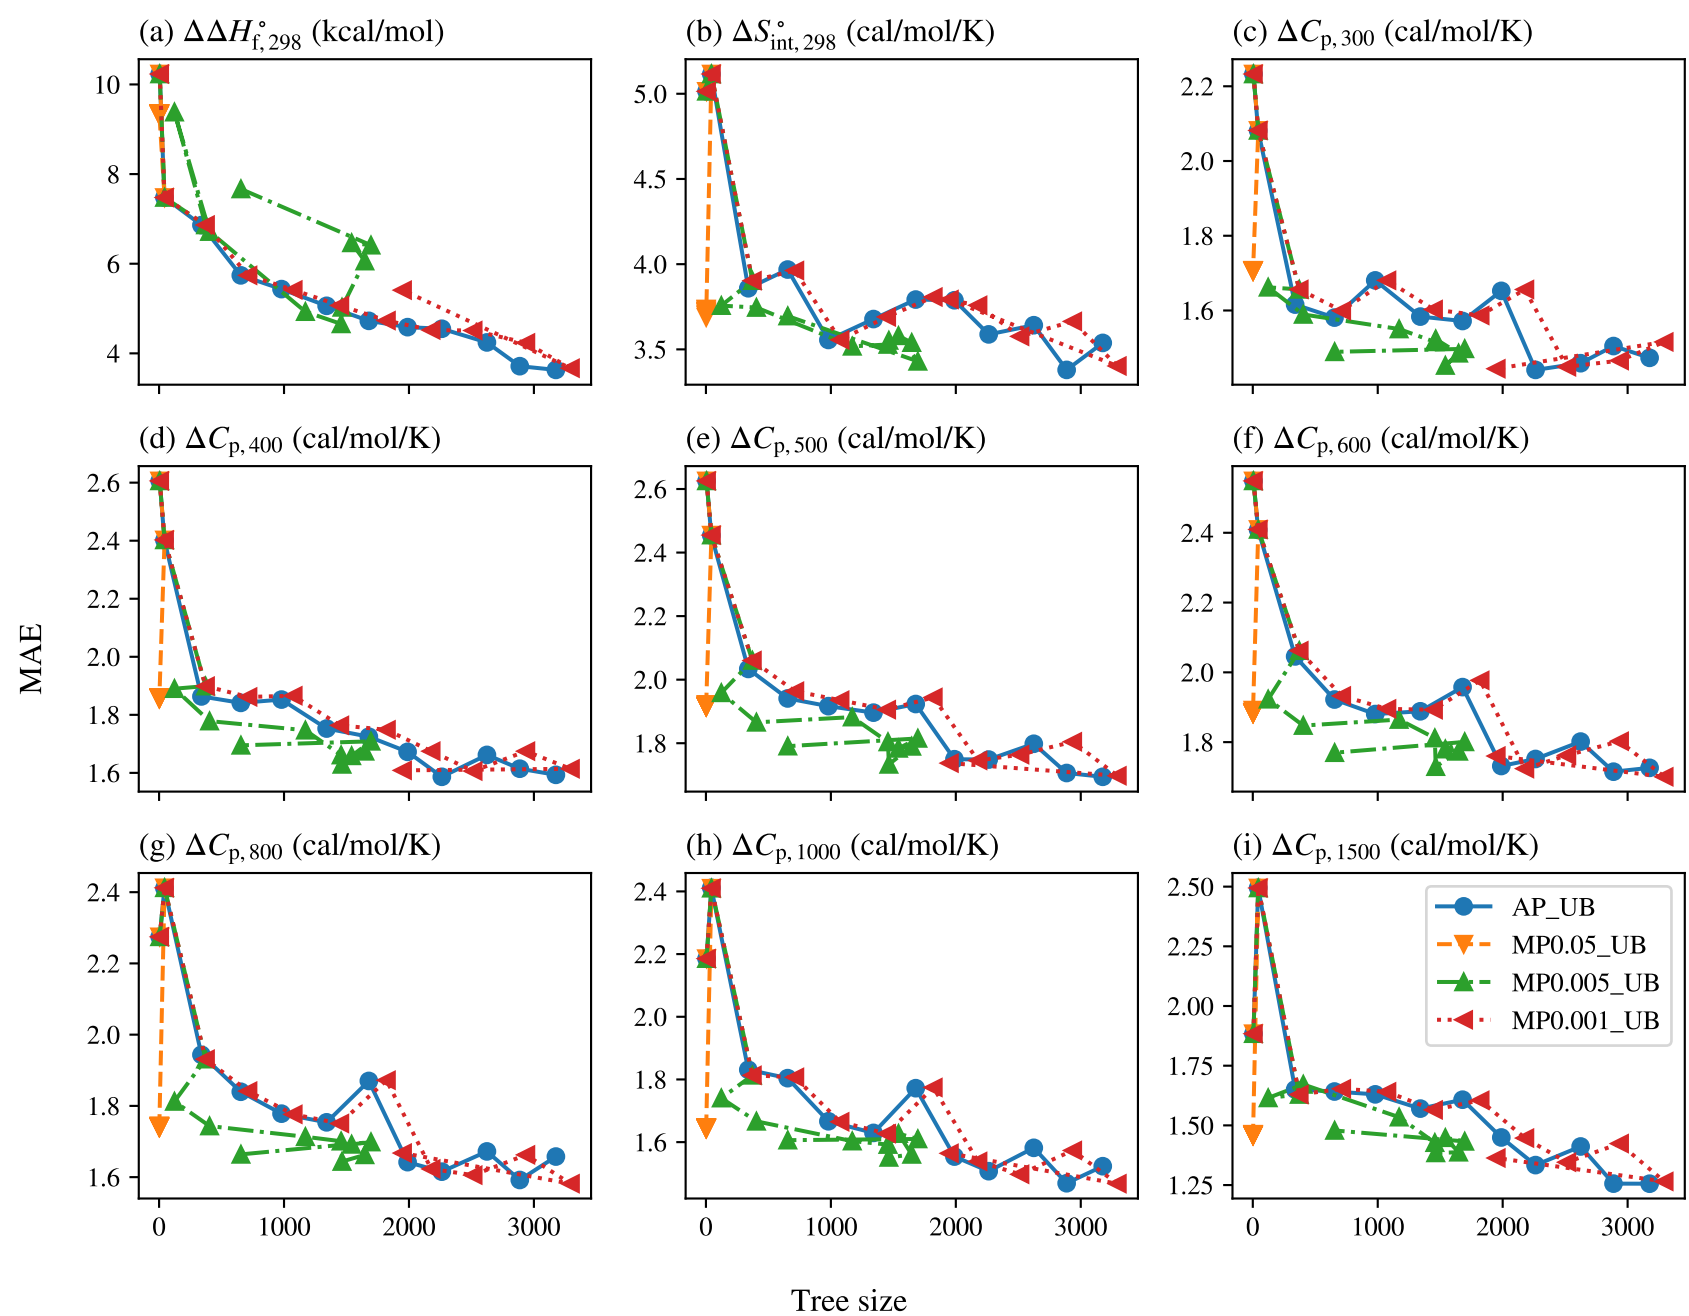 (a) ΔΔH°f, 298 (kcal/mol)
(b) ΔS°int, 298 (cal/mol/K)
(c) ΔCp, 300 (cal/mol/K)
10
8
6
4
5.0
4.5
4.0
3.5
2.2
2.0
1.8
1.6
(d) ΔCp, 400 (cal/mol/K)
(e) ΔCp, 500 (cal/mol/K)
(f) ΔCp, 600 (cal/mol/K)
MAE
2.6
2.4
2.2
2.0
1.8
1.6
2.6
2.4
2.2
2.0
1.8
2.4
2.2
2.0
1.8
(g) ΔCp, 800 (cal/mol/K)
(h) ΔCp, 1000 (cal/mol/K)
(i) ΔCp, 1500 (cal/mol/K)
2.4
2.2
2.0
1.8
1.6
2.4
2.2
2.0
1.8
1.6
2.50
2.25
2.00
1.75
1.50
1.25
AP_UB
MP0.05_UB
MP0.005_UB
MP0.001_UB
0 1000 2000 3000
0 1000 2000 3000
0 1000 2000 3000
Tree size